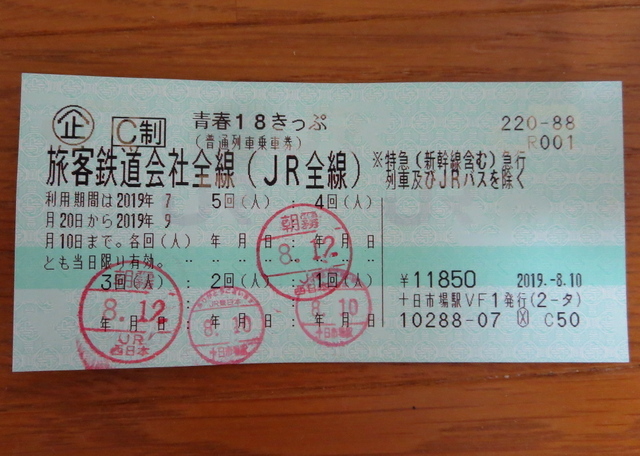 企 C制 青春18きっぷ 220-88
(普通列車乗車券) R001
旅客鉄道会社全線(JR全線) ※特急(新幹線含む)急行
列車及びJRバスを除く
利用期間は2019年 7 5回(人) : 4回(人)
月20日から2019年 9
月10日まで。各回(人) 年 月 日 : 年 月 日
とも当日限り有効。
3回(人) : 2回(人) : 1回(人)
年 月 日 : 年 月 日 : 年 月 日
¥11850 2019.-8.10
十日市場駅VF1発行(2-タ)
10288-07 C50
朝霧
8.12
8.12
JR
西日本
8.10
十日市場駅
8.10